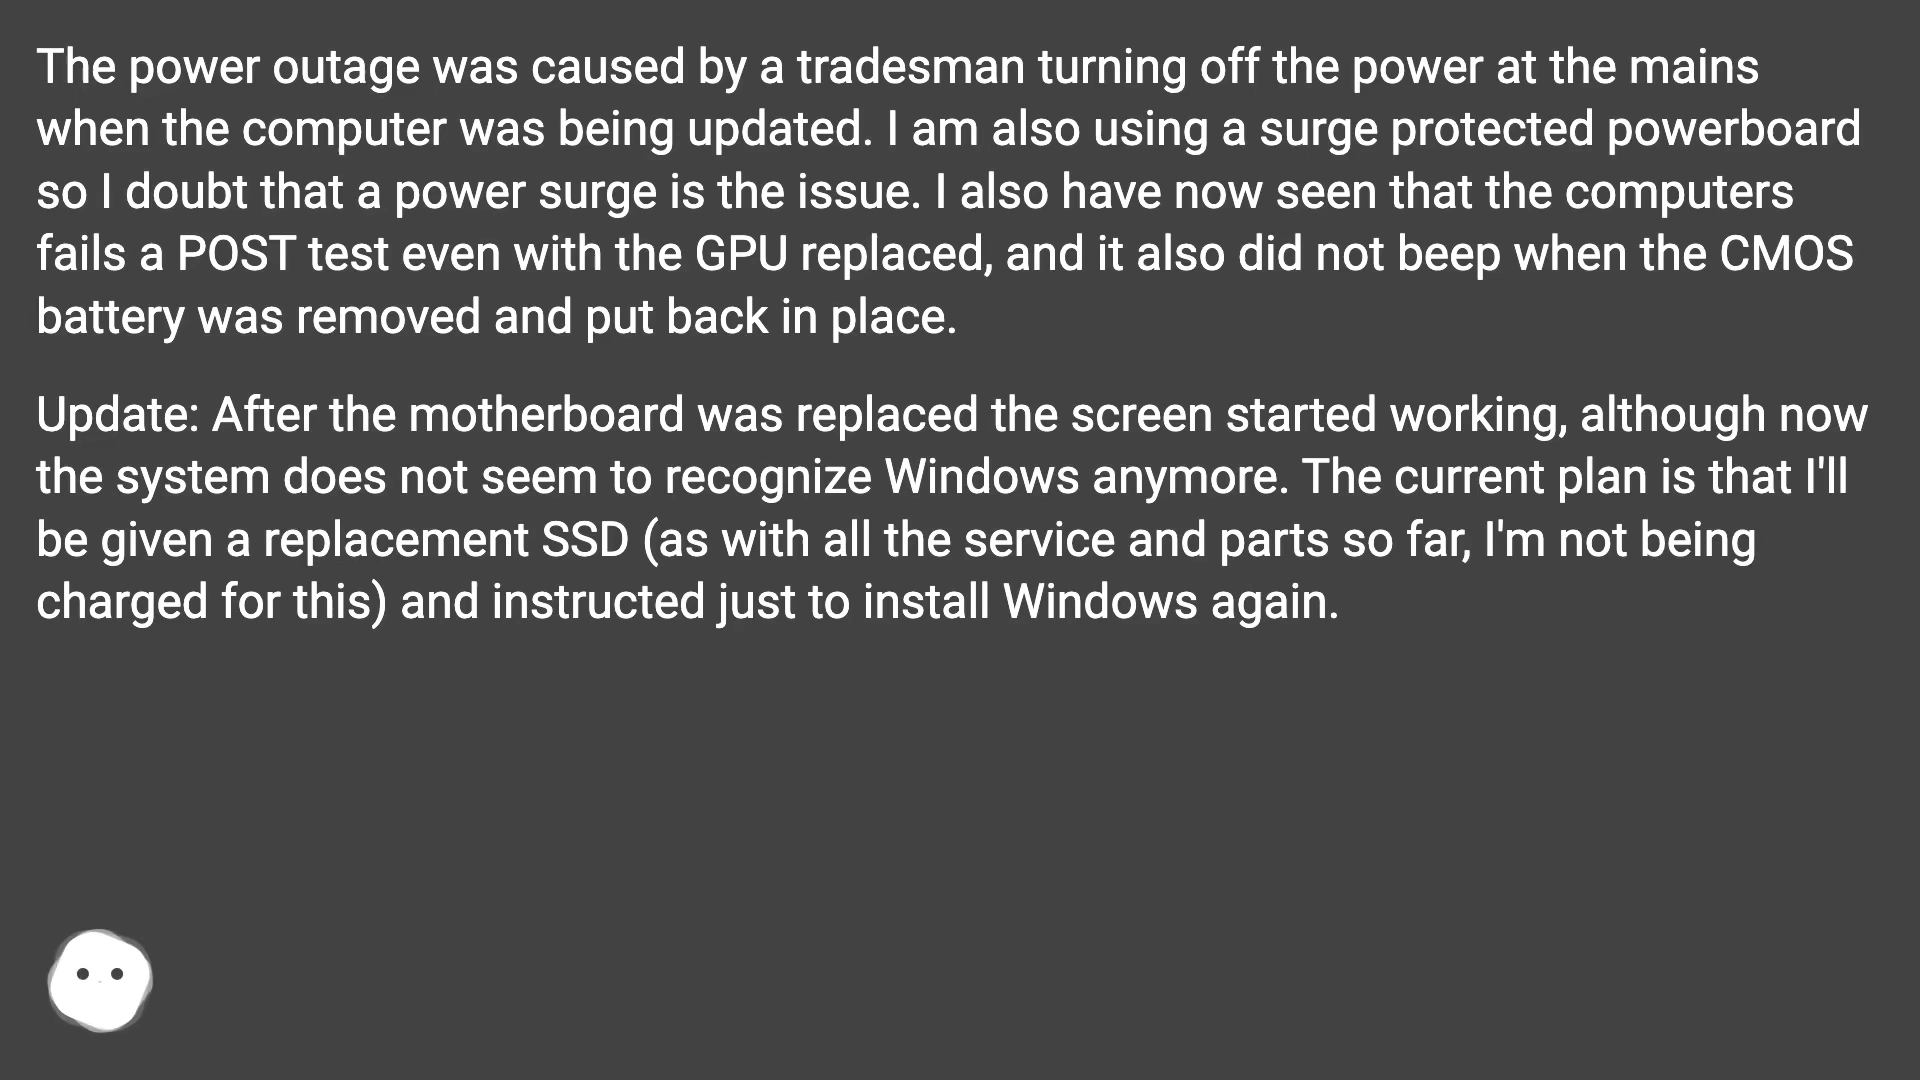 The power outage was caused by a tradesman turning off the power at the mains
when the computer was being updated. I am also using a surge protected powerboard
so I doubt that a power surge is the issue. I also have now seen that the computers
fails a POST test even with the GPU replaced, and it also did not beep when the CMOS
battery was removed and put back in place.
Update: After the motherboard was replaced the screen started working, although now
the system does not seem to recognize Windows anymore. The current plan is that I'll
be given a replacement SSD (as with all the service and parts so far, I'm not being
charged for this) and instructed just to install Windows again.